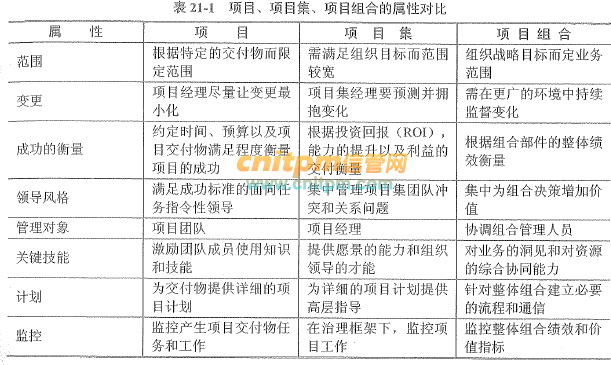 表 21-1 项目、项目集、项目组合的属性对比
属 性 项 目 项 目 集 项 目 组 合
范围 根据特定的交付物而限定范围 需满足组织目标而范围较宽 组织战略目标而定业务范围
变更 项目经理尽量让变更最小化 项目集经理要预测并拥抱变化 需在更广的环境中持续监督变化
成功的衡量 约定时间、预算以及项目交付物满足程度衡量项目的成功 根据投资回报（ROI），能力的提升以及利益的交付衡量 根据组合部件的整体绩效衡量
领导风格 满足成功标准的面向任务指令性领导 集中管理项目集团队冲突和关系问题 集中为组合决策增加价值
管理对象 项目团队 项目经理 协调组合管理人员
关键技能 激励团队成员使用知识和技能 提供愿景的能力和组织领导的才能 对业务的洞见和对资源的综合协同能力
计划 为交付物提供详细的项目计划 为详细的项目计划提供高层指导 针对整体组合建立必要的流程和通信
监控 监控产生项目交付物任务和工作 在治理框架下，监控项目工作 监控整体组合绩效和价值指标
cnitpm信管网
www.cnitpm.com